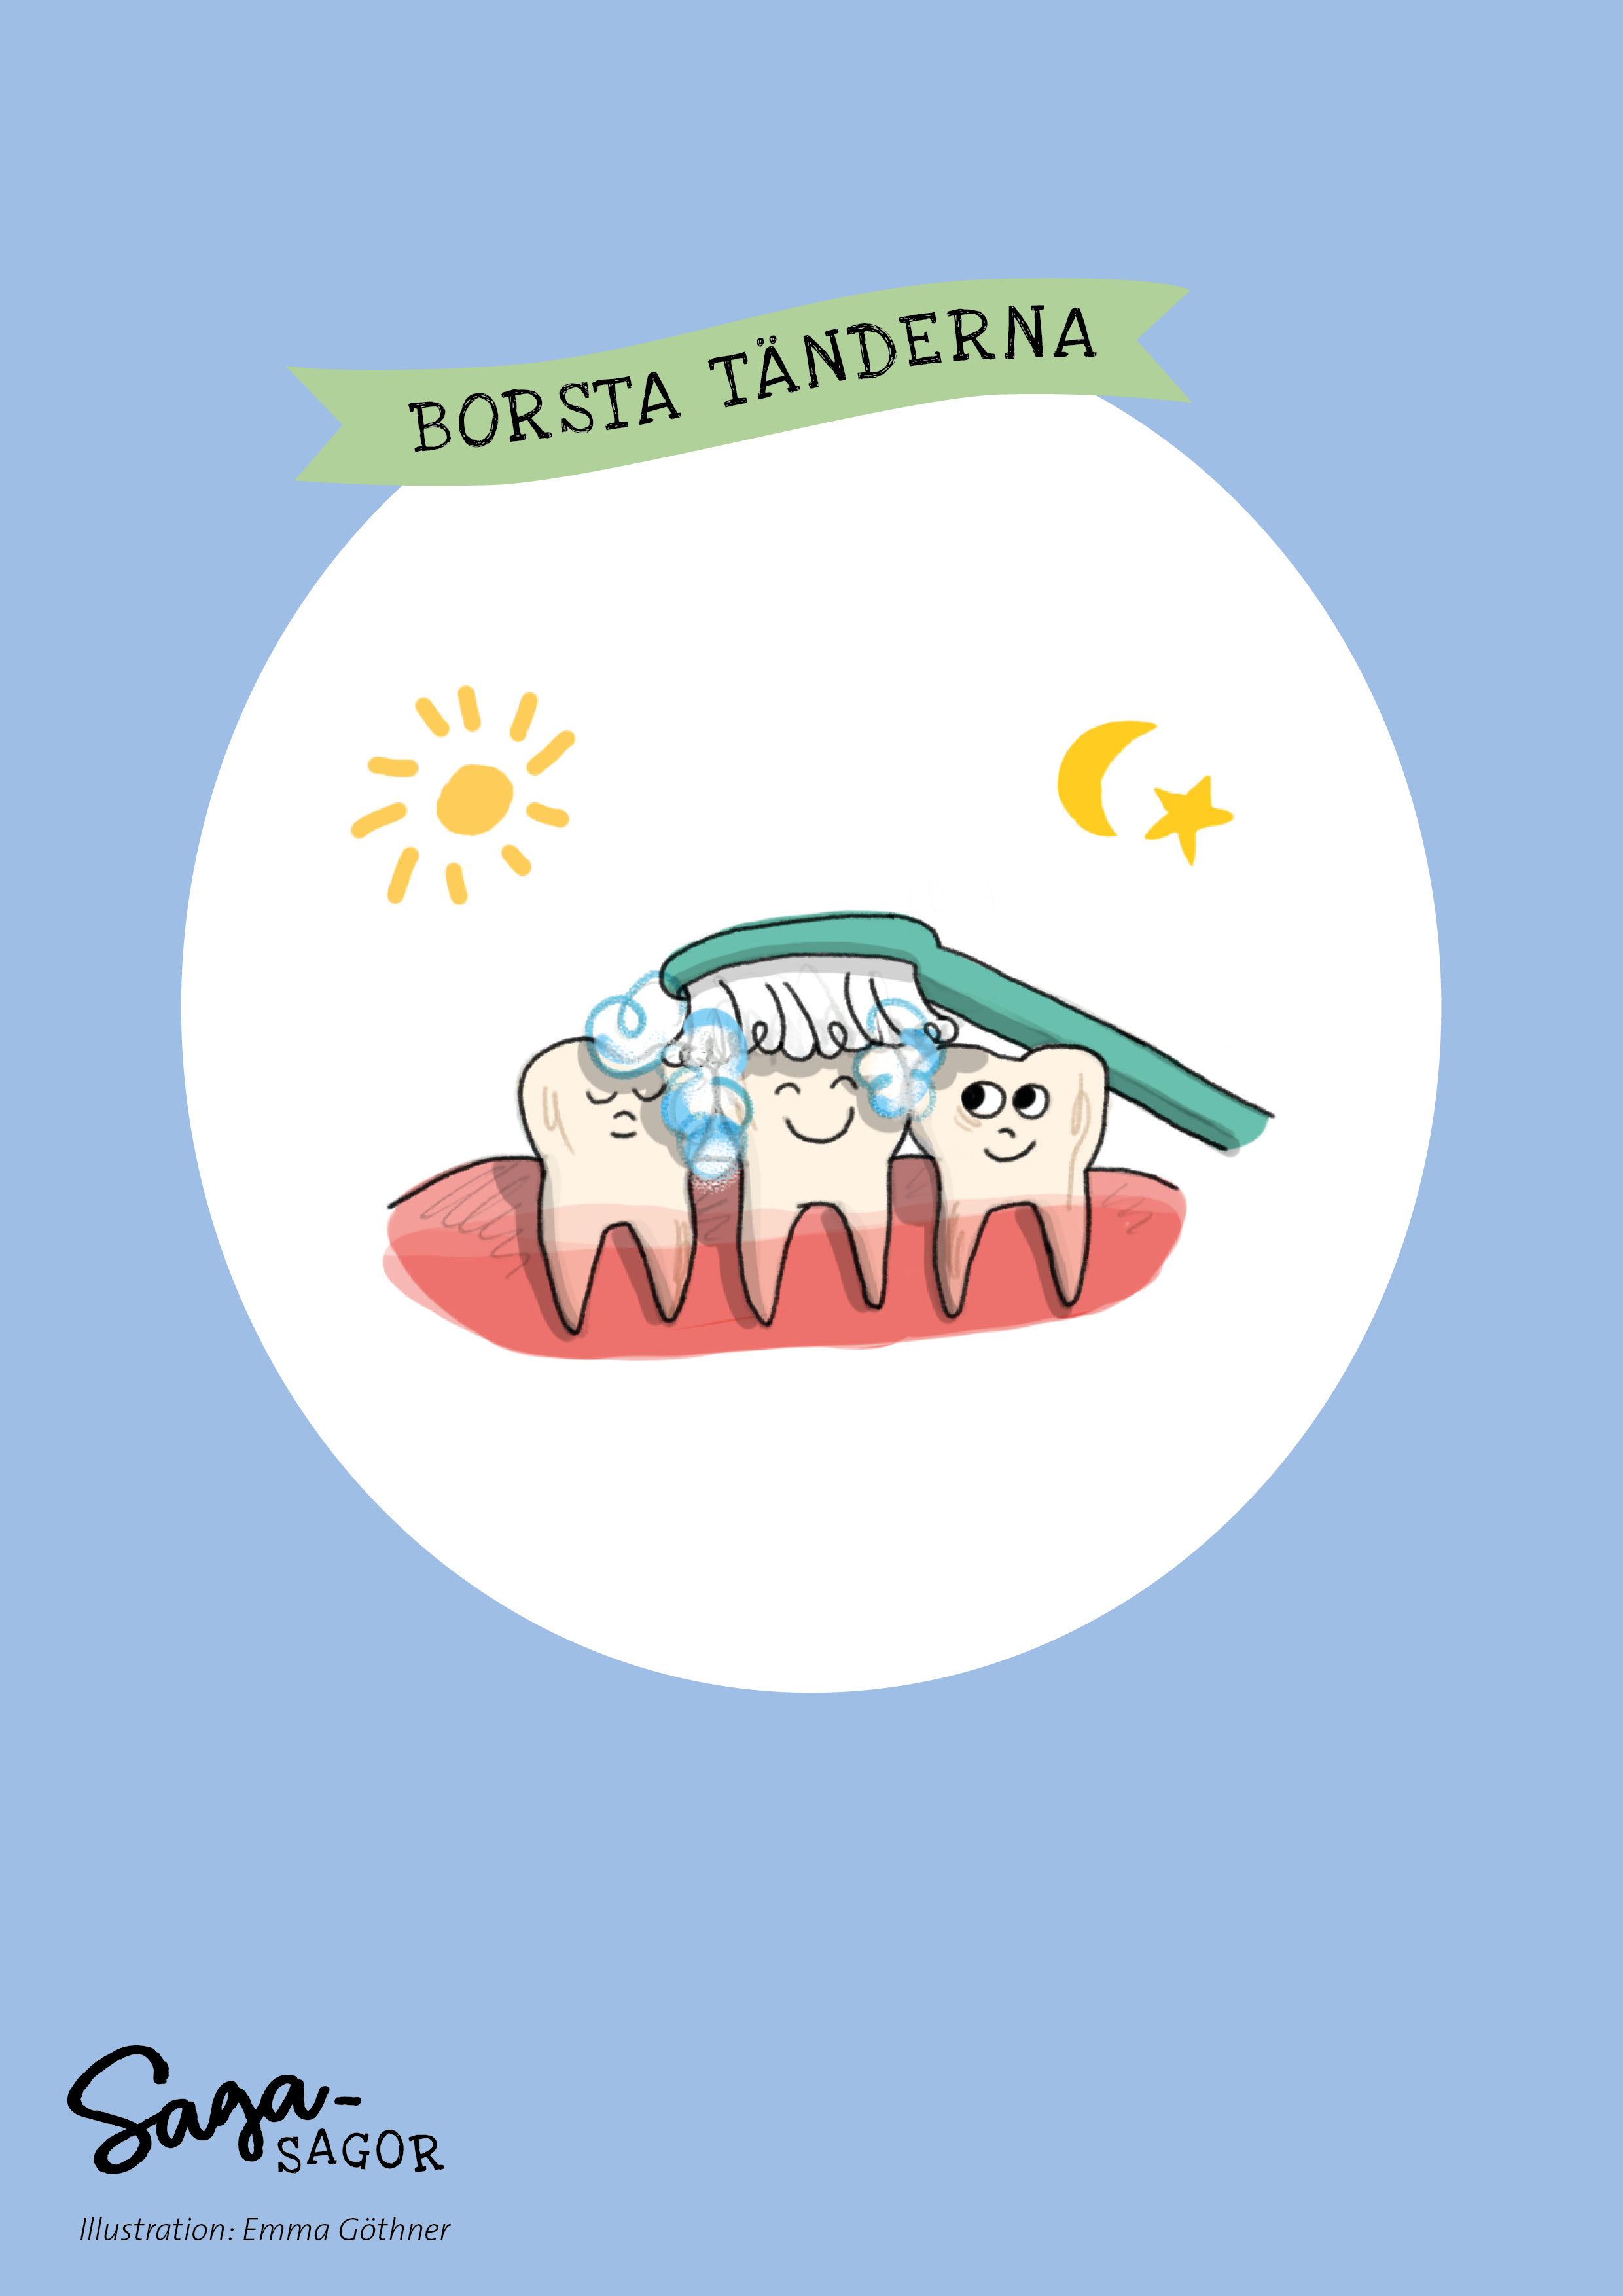 BORSTA TÄNDERNA
Saga-
SAGOR
Illustration: Emma Göthner